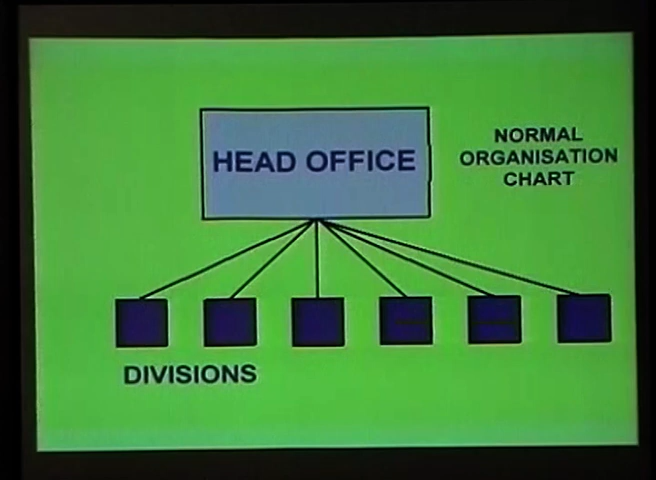 HEAD OFFICE
NORMAL
ORGANISATION
CHART
DIVISIONS